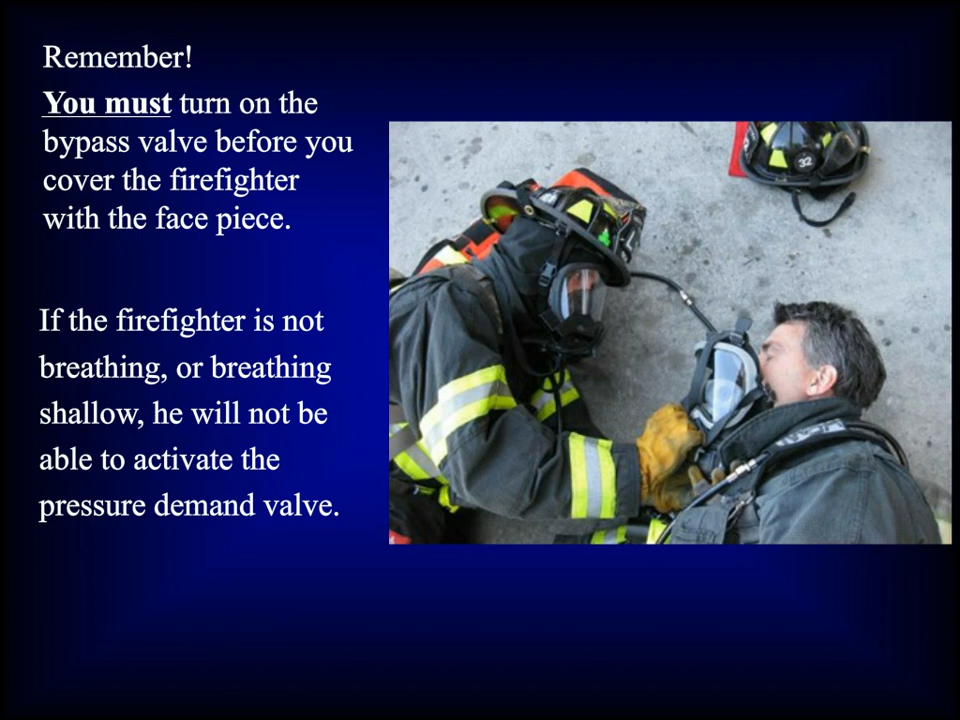 Remember!
You must turn on the
bypass valve before you
cover the firefighter
with the face piece.
If the firefighter is not
breathing, or breathing
shallow, he will not be
able to activate the
pressure demand valve.
32